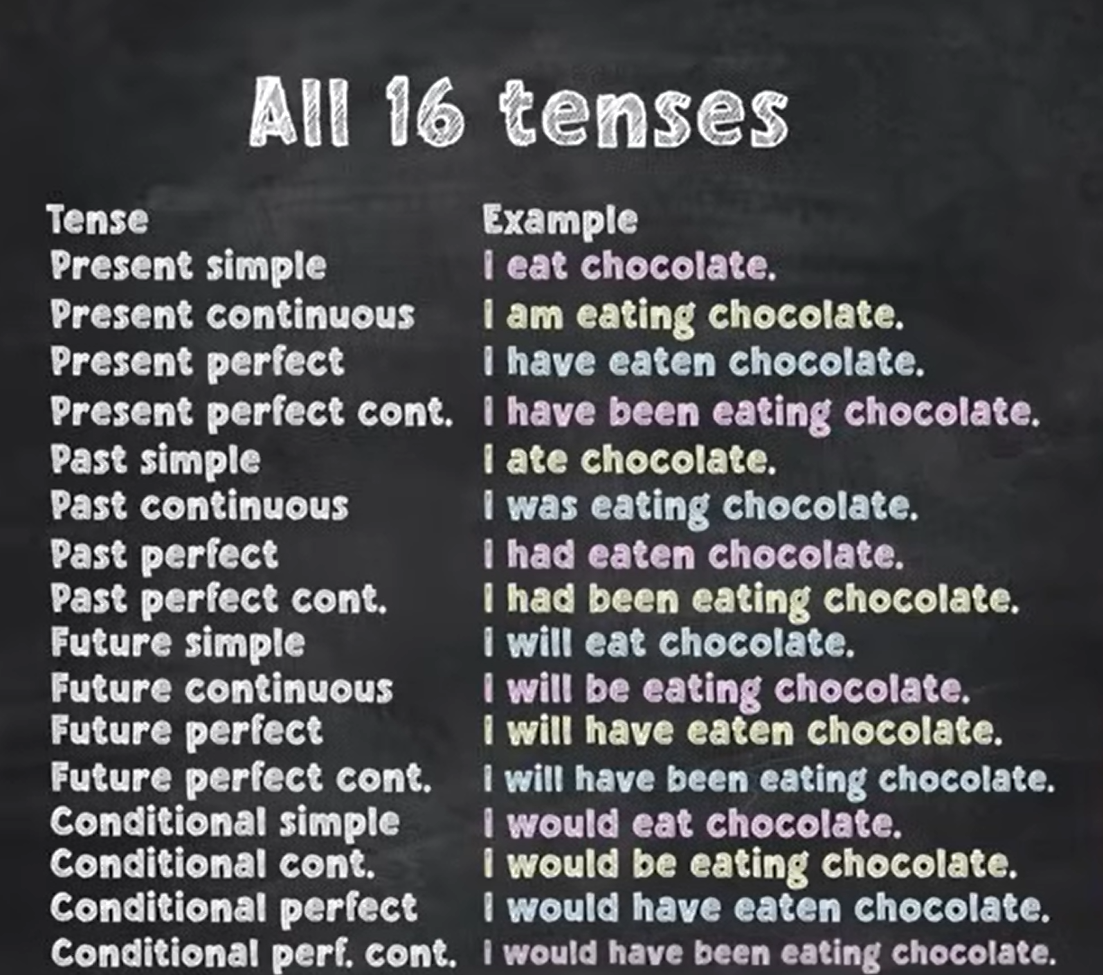 All 16 tenses
Tense Example
Present simple I eat chocolate.
Present continuous I am eating chocolate.
Present perfect I have eaten chocolate.
Present perfect cont. I have been eating chocolate.
Past simple I ate chocolate.
Past continuous I was eating chocolate.
Past perfect I had eaten chocolate.
Past perfect cont. I had been eating chocolate.
Future simple I will eat chocolate.
Future continuous I will be eating chocolate.
Future perfect I will have eaten chocolate.
Future perfect cont. I will have been eating chocolate.
Conditional simple I would eat chocolate.
Conditional cont. I would be eating chocolate.
Conditional perfect I would have eaten chocolate.
Conditional perf. cont. I would have been eating chocolate.